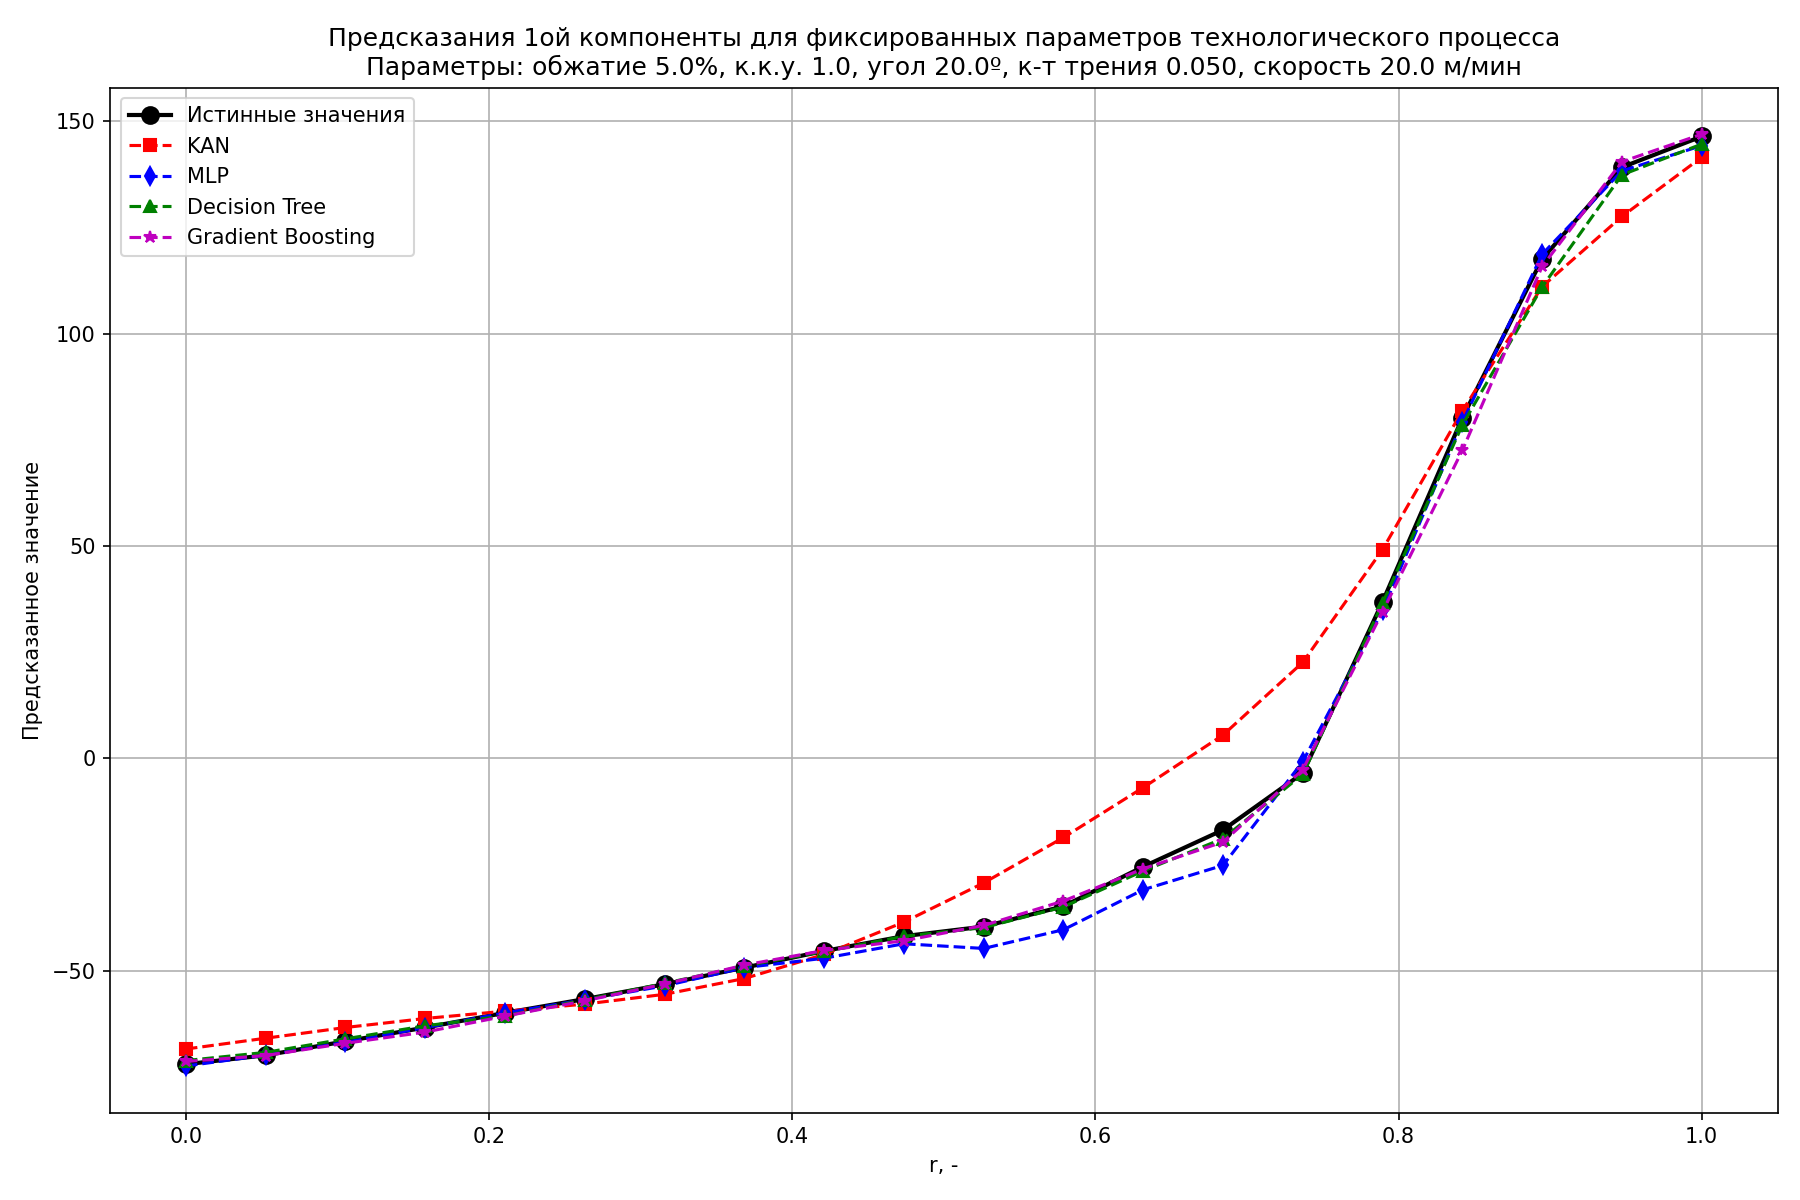 Предсказания 1ой компоненты для фиксированных параметров технологического процесса
Параметры: обжатие 5.0%, к.к.у. 1.0, угол 20.0º, к-т трения 0.050, скорость 20.0 м/мин
Истинные значения
KAN
MLP
Decision Tree
Gradient Boosting
Предсказанное значение
150
100
50
0
−50
0.0
0.2
0.4
0.6
0.8
1.0
r, -